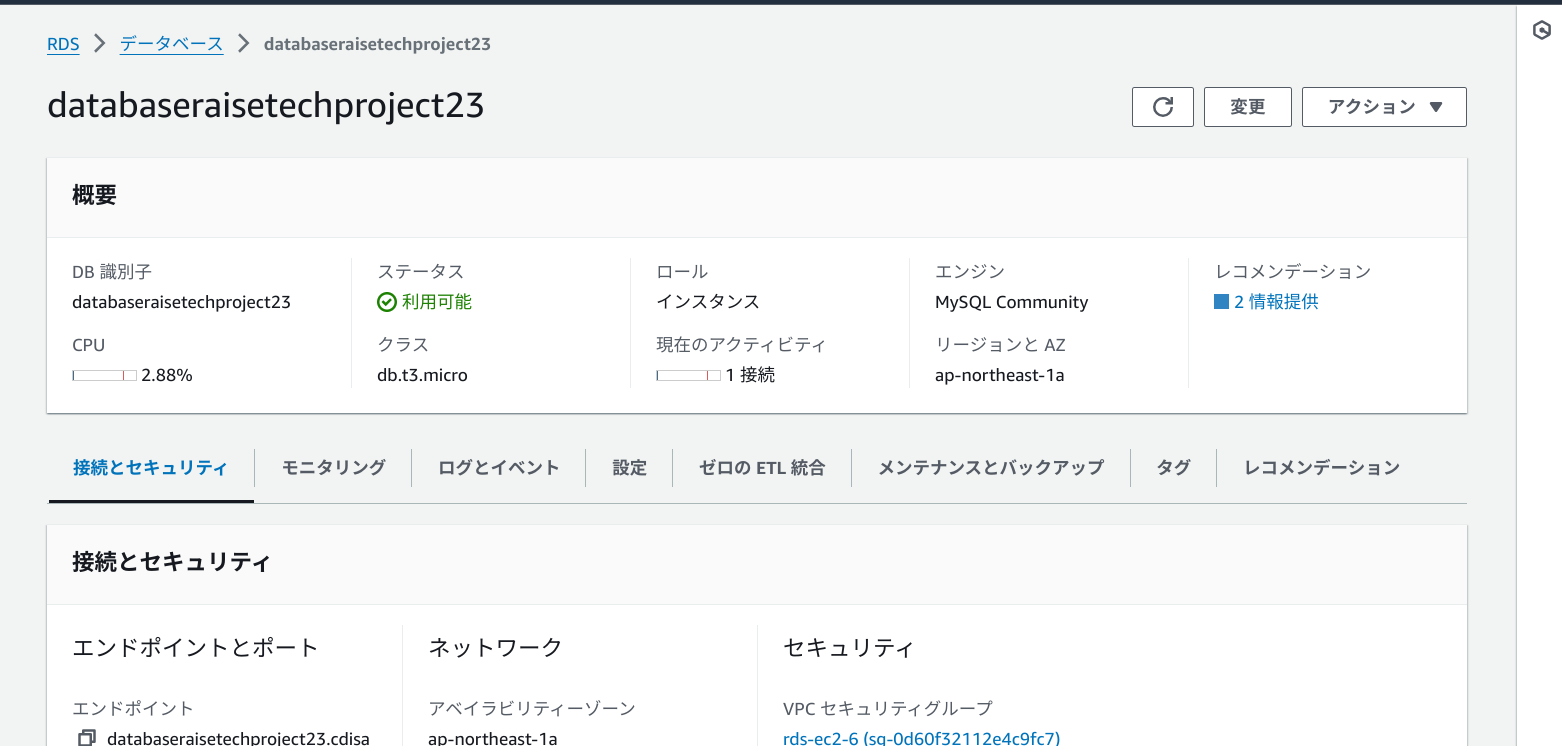 RDS > データベース > databaseraisetechproject23
databaseraisetechproject23
変更 アクション
概要
DB 識別子 ステータス ロール エンジン レコメンデーション
databaseraisetechproject23 利用可能 インスタンス MySQL Community 2 情報提供
CPU クラス 現在のアクティビティ リージョンと AZ
2.88% db.t3.micro 1 接続 ap-northeast-1a
接続とセキュリティ モニタリング ログとイベント 設定 ゼロの ETL 統合 メンテナンスとバックアップ タグ レコメンデーション
接続とセキュリティ
エンドポイントとポート ネットワーク セキュリティ
エンドポイント アベイラビリティーゾーン VPC セキュリティグループ
databaseraisetechproject23.cdisa ap-northeast-1a rds-ec2-6 (sg-0d60f32112e4c9fc7)